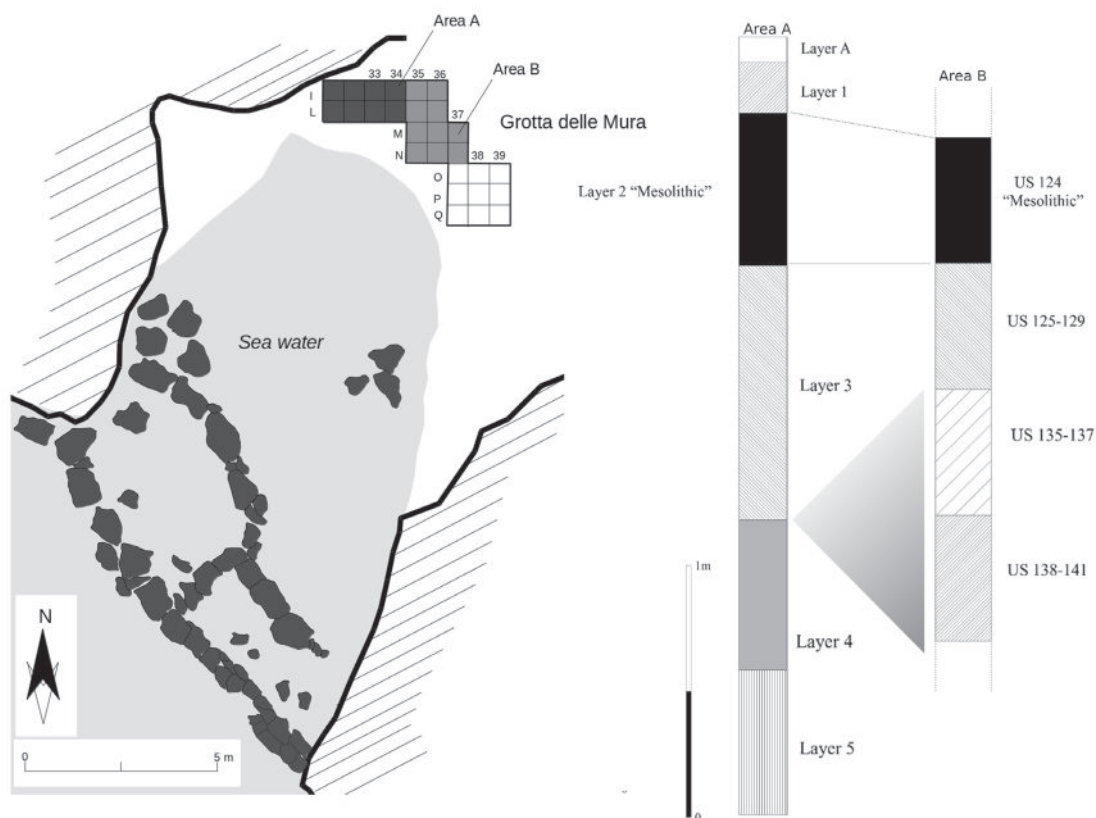 Area A
33 34 35 36
Area B
I
L
37
Grotta delle Mura
M
N
38 39
O
P
Q
Sea water
N
0 5 m
Area A
Layer A
Layer 1
Area B
Layer 2 “Mesolithic”
US 124
“Mesolithic”
US 125-129
Layer 3
US 135-137
US 138-141
1m
Layer 4
Layer 5
0